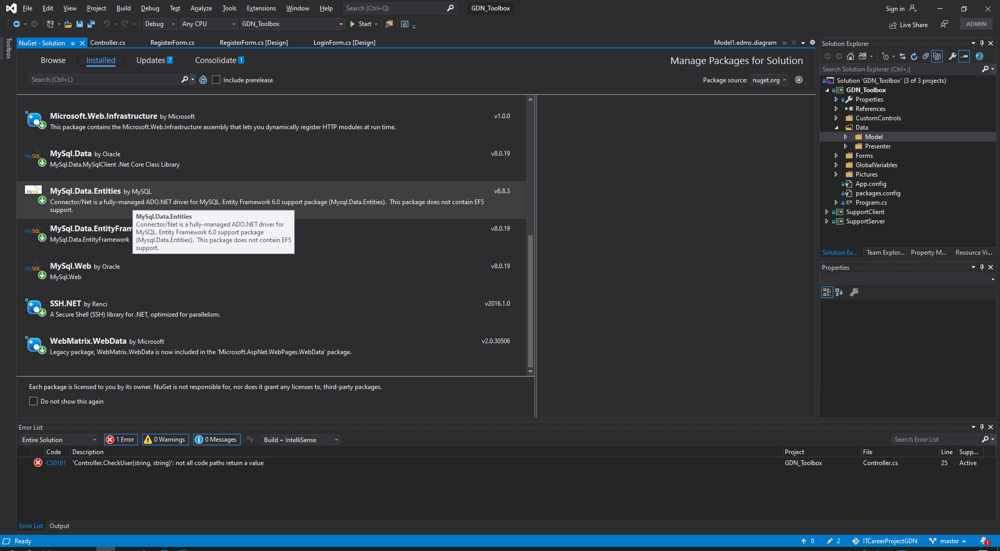 File Edit View Project Build Debug Test Analyze Tools Extensions Window Help Search (Ctrl+Q) GDN_Toolbox Sign in
Debug Any CPU GDN_Toolbox Start Live Share ADMIN
Toolbox
NuGet - Solution Controller.cs RegisterForm.cs RegisterForm.cs [Design] LoginForm.cs [Design] Model1.edmx.diagram
Browse Installed Updates 7 Consolidate 1 Manage Packages for Solution
Search (Ctrl+L) Include prerelease Package source: nuget.org
Microsoft.Web.Infrastructure by Microsoft v1.0.0
This package contains the Microsoft.Web.Infrastructure assembly that lets you dynamically register HTTP modules at run time.
MySQL
MySql.Data by Oracle v8.0.19
MySql.Data.MySqlClient .Net Core Class Library
MySQL
MySql.Data.Entities by MySQL v6.8.3
Connector/Net is a fully-managed ADO.NET driver for MySQL. Entity Framework 6.0 support package (Mysql.Data.Entities). This package does not contain EF5
support.
MySql.Data.Entities
Connector/Net is a fully-managed ADO.NET driver for
MySQL. Entity Framework 6.0 support package
(Mysql.Data.Entities). This package does not contain EF5
support.
MySQL
MySql.Data.EntityFram v8.0.19
MySql.Data.EntityFramework
MySQL
MySql.Web by Oracle v8.0.19
MySql.Web
SSH.NET by Renci v2016.1.0
A Secure Shell (SSH) library for .NET, optimized for parallelism.
WebMatrix.WebData by Microsoft v2.0.30506
Legacy package, WebMatrix.WebData is now included in the 'Microsoft.AspNet.WebPages.WebData' package.
Each package is licensed to you by its owner. NuGet is not responsible for, nor does it grant any licenses to, third-party packages.
Do not show this again
Solution Explorer
Search Solution Explorer (Ctrl+;)
Solution 'GDN_Toolbox' (3 of 3 projects)
C# GDN_Toolbox
Properties
References
CustomControls
Data
Model
Presenter
Forms
GlobalVariables
Pictures
App.config
packages.config
C# Program.cs
C# SupportClient
C# SupportServer
Solution Ex... Team Explor... Property M... Resource Vi...
Properties
Error List
Entire Solution 1 Error 0 Warnings 0 Messages Build + IntelliSense Search Error List
Code Description Project File Line Supp...
CS0161 'Controller.CheckUser(string, string)': not all code paths return a value GDN_Toolbox Controller.cs 25 Active
Error List Output
Ready 0 2 ITCareerProjectGDN master 1